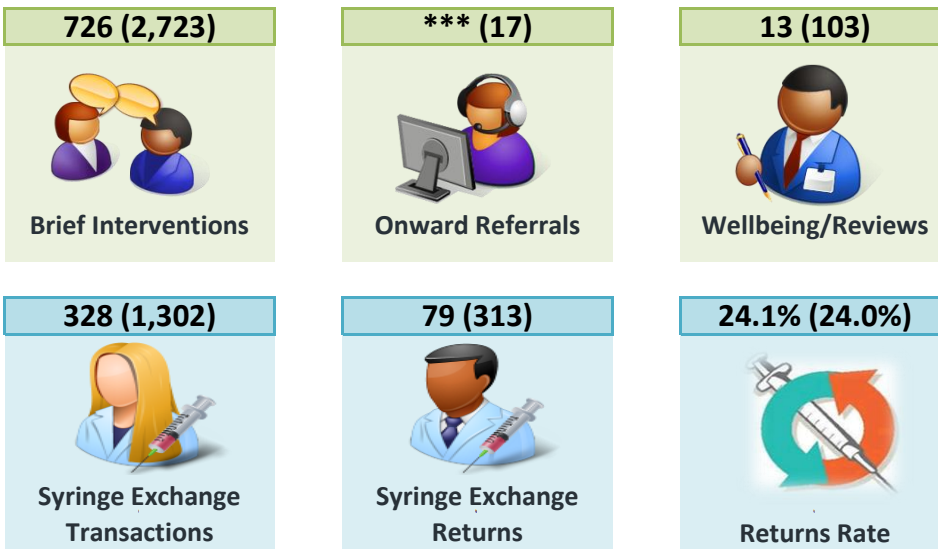 726 (2,723)
*** (17)
13 (103)
Brief Interventions
Onward Referrals
Wellbeing/Reviews
328 (1,302)
79 (313)
24.1% (24.0%)
Syringe Exchange
Transactions
Syringe Exchange
Returns
Returns Rate